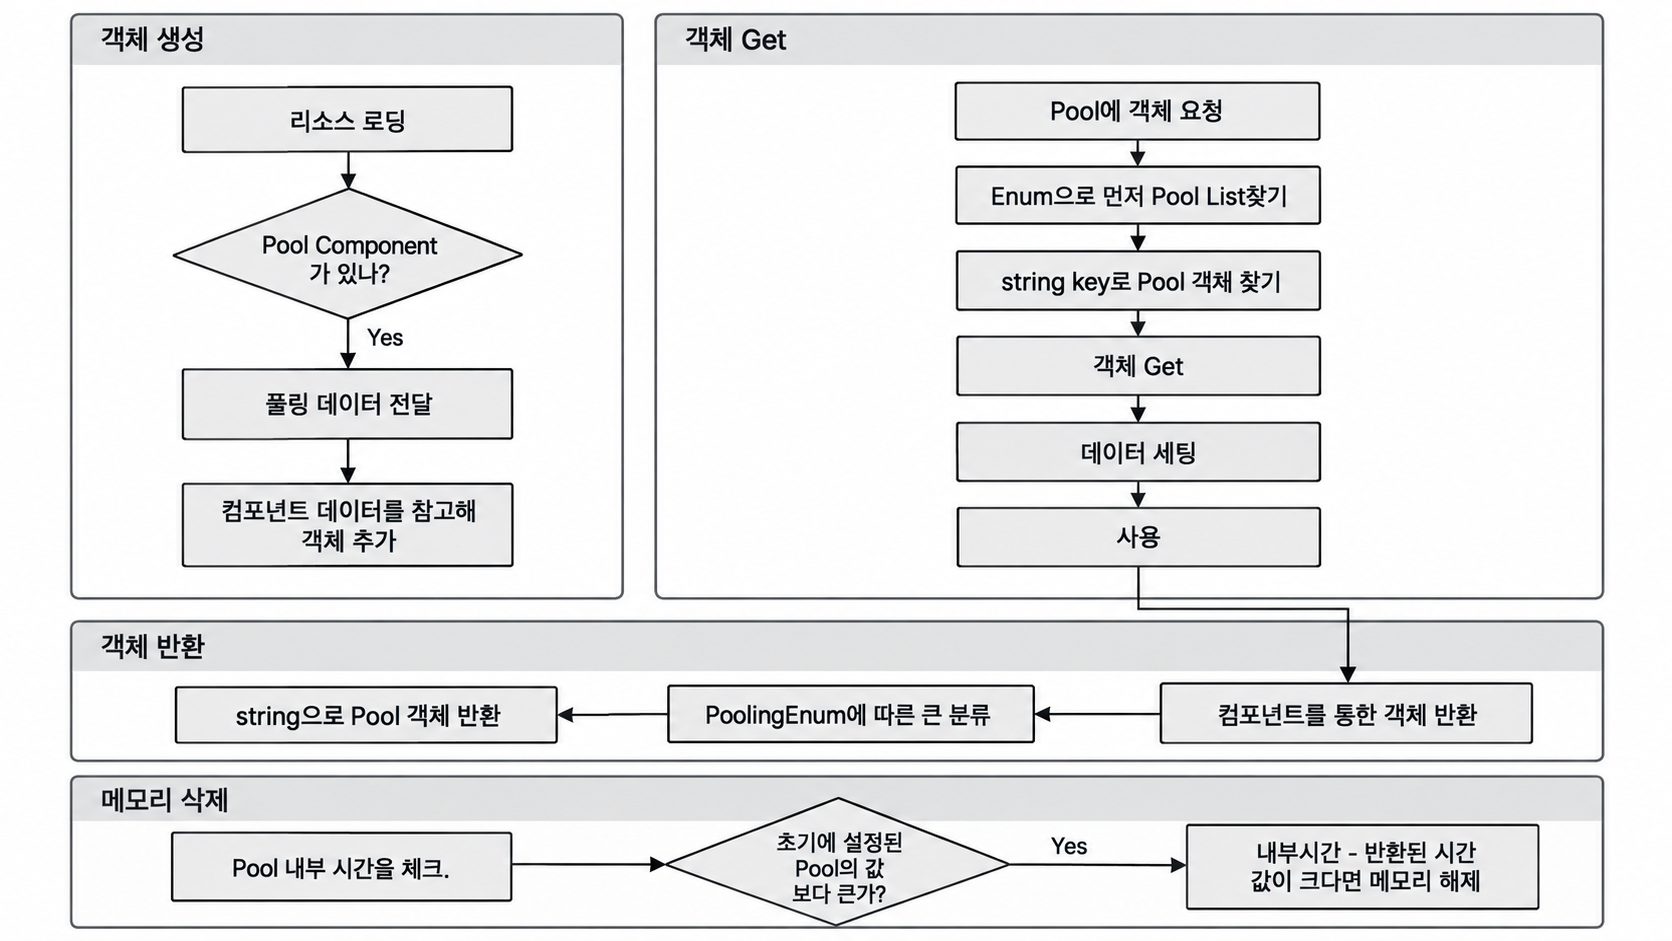 객체 생성
리소스 로딩
Pool Component
가 있나?
Yes
풀링 데이터 전달
컴포넌트 데이터를 참고해
객체 추가
객체 Get
Pool에 객체 요청
Enum으로 먼저 Pool List찾기
string key로 Pool 객채 찾기
객체 Get
데이터 세팅
사용
객체 반환
string으로 Pool 객체 반환
PoolingEnum에 따른 큰 분류
컴포넌트를 통한 객체 반환
메모리 삭제
Pool 내부 시간을 체크.
초기에 설정된
Pool의 값
보다 큰가?
Yes
내부시간 - 반환된 시간
값이 크다면 메모리 해제